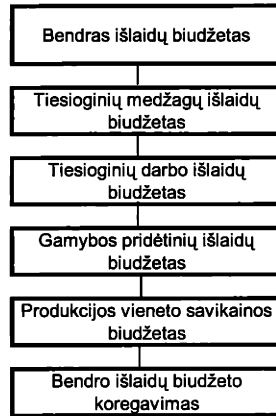 Bendras išlaidų biudžetas
Tiesioginių medžagų išlaidų
biudžetas
Tiesioginių darbo išlaidų
biudžetas
Gamybos pridėtinių išlaidų
biudžetas
Produkcijos vieneto savikainos
biudžetas
Bendro išlaidų biudžeto
koregavimas